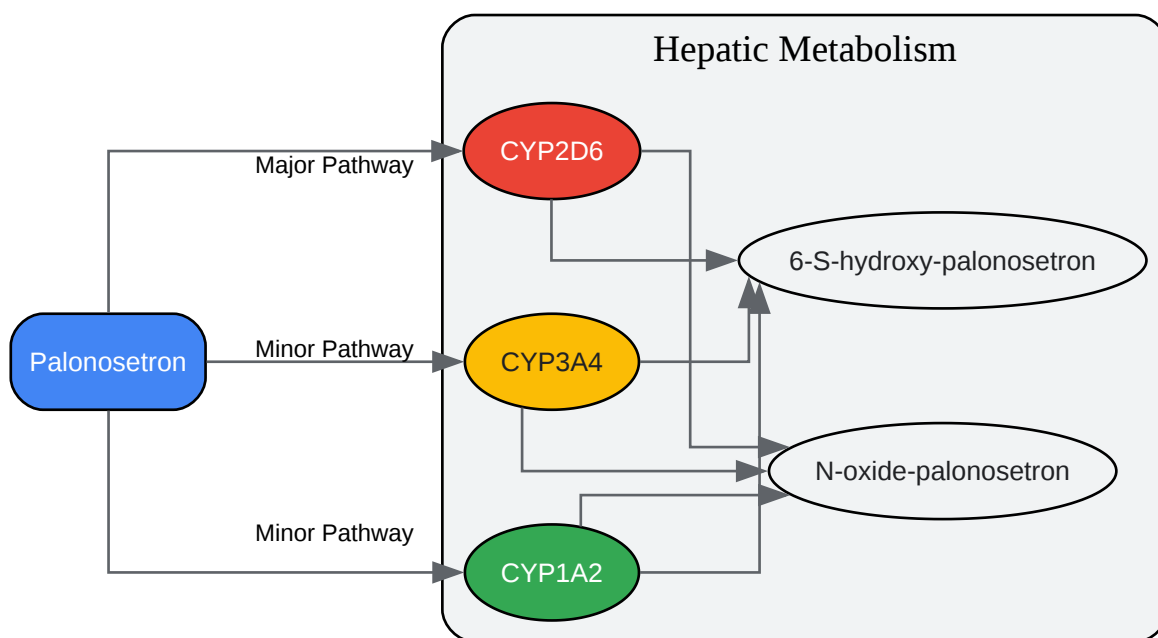 Hepatic Metabolism
CYP2D6
Major Pathway
6-S-hydroxy-palonosetron
Minor Pathway
Palonosetron
CYP3A4
N-oxide-palonosetron
Minor Pathway
CYP1A2